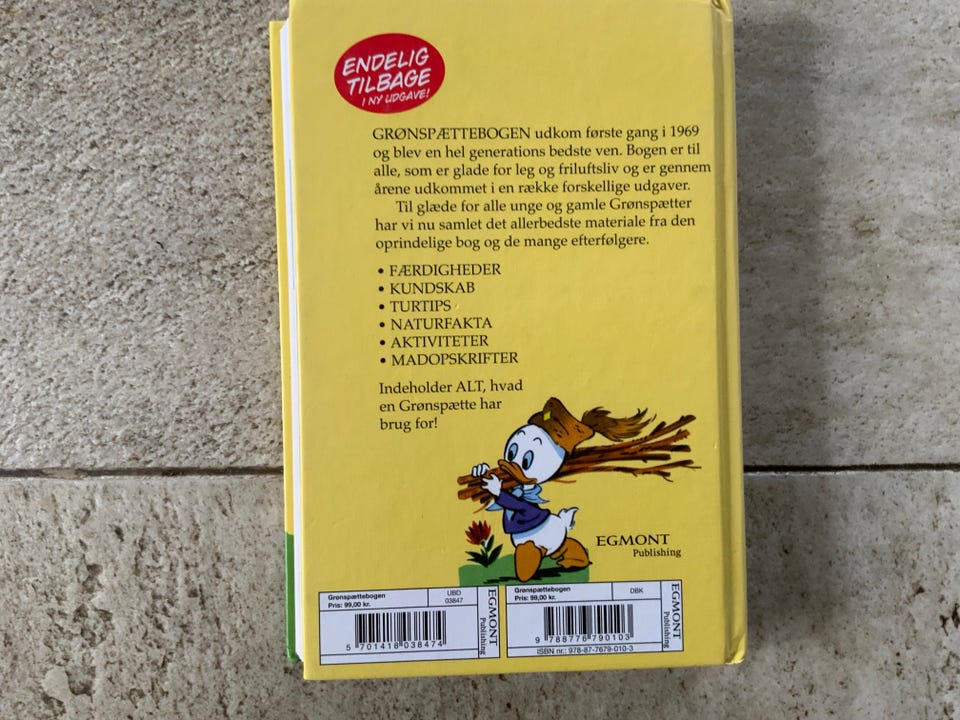 ENDELIG
TILBAGE
I NY UDGAVE!
GRØNSPÆTTEBOGEN udkom første gang i 1969
og blev en hel generations bedste ven. Bogen er til
alle, som er glade for leg og friluftsliv og er gennem
årene udkommet i en række forskellige udgaver.
Til glæde for alle unge og gamle Grønspætter
har vi nu samlet det allerbedste materiale fra den
oprindelige bog og de mange efterfølgere.
• FÆRDIGHEDER
• KUNDSKAB
• TURTIPS
• NATURFAKTA
• AKTIVITETER
• MADOPSKRIFTER
Indeholder ALT, hvad
en Grønspætte har
brug for!
EGMONT
Publishing
Grønspættebogen
Pris: 99,00 kr.
UBD
03847
5 701418 038474
EGMONT
Publishing
Grønspættebogen
Pris: 99,00 kr.
DBK
9 788776 790103
ISBN nr.: 978-87-7679-010-3
EGMONT
Publishing